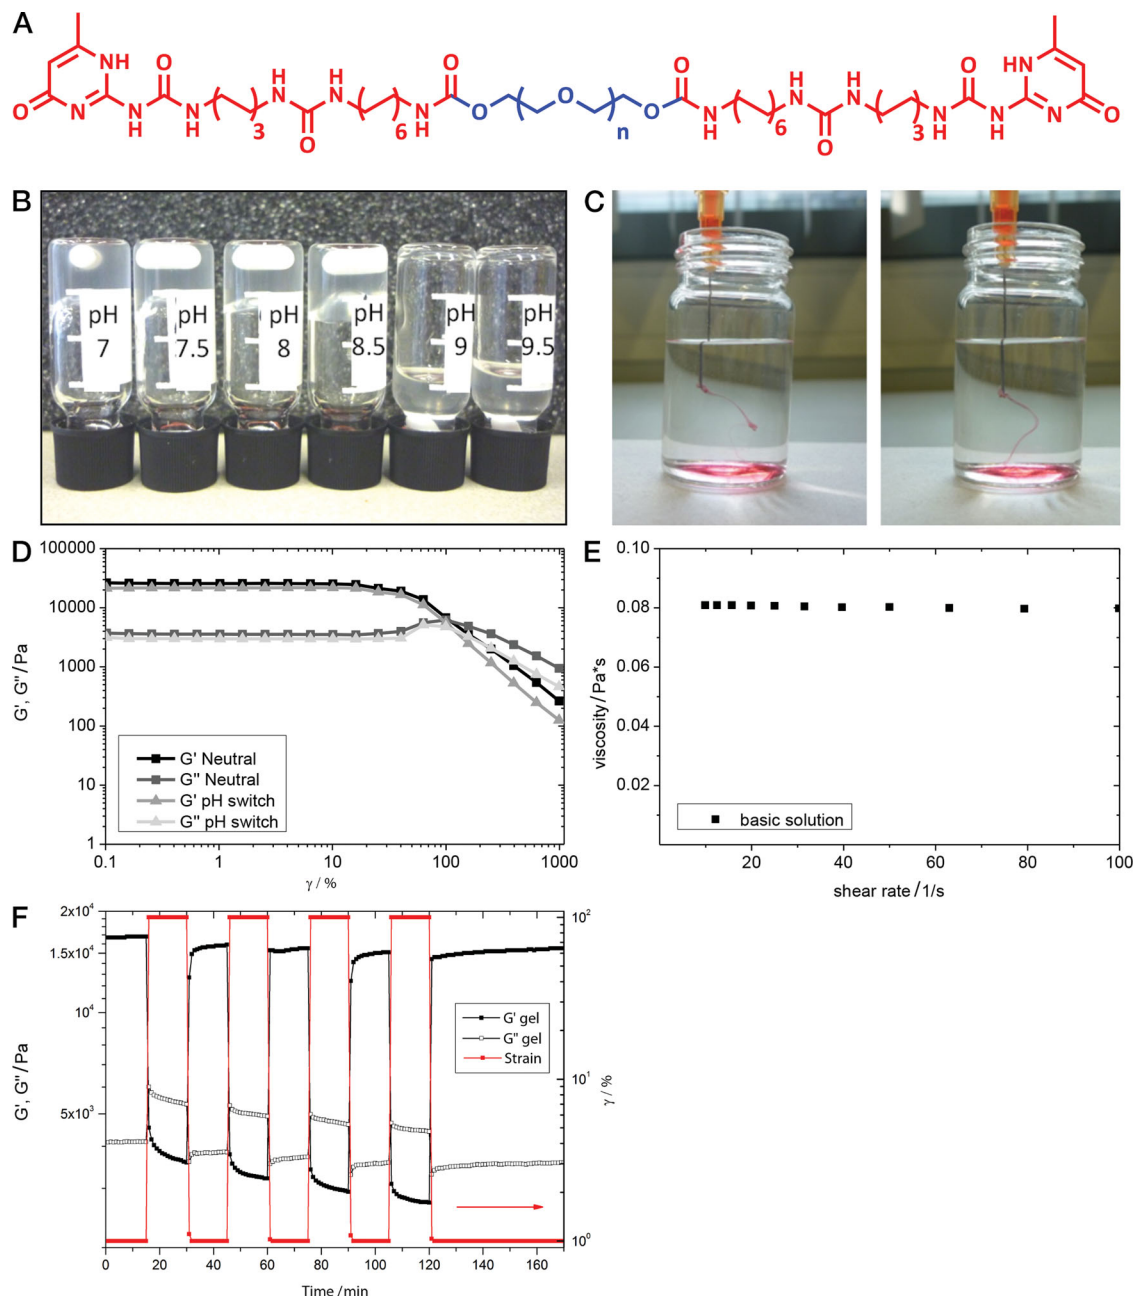 A
NH
O
N
N
H
O
N
H
3
H
N
O
H
N
6
O
N
H
O
O
n
O
O
N
H
6
H
N
O
H
N
3
N
H
O
N
H
HN
N
O
B
pH
7
pH
7.5
pH
8
pH
8.5
pH
9
pH
9.5
C
D
100000
10000
1000
100
10
1
G', G''/Pa
G' Neutral
G'' Neutral
G' pH switch
G'' pH switch
0.1
1
10
100
1000
γ / %
E
0.10
0.08
0.06
0.04
0.02
viscosity/Pa*s
basic solution
20
40
60
80
100
shear rate /1/s
F
2x10⁴
1.5x10⁴
10⁴
5x10³
G', G''/Pa
G' gel
G'' gel
Strain
10²
10¹
10⁰
γ / %
0
20
40
60
80
100
120
140
160
Time /min